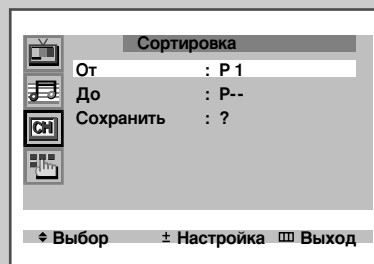 Сортировка
От : P 1
До : P--
Сохранить : ?
CH
≑ Выбор ± Настройка Ш Выход